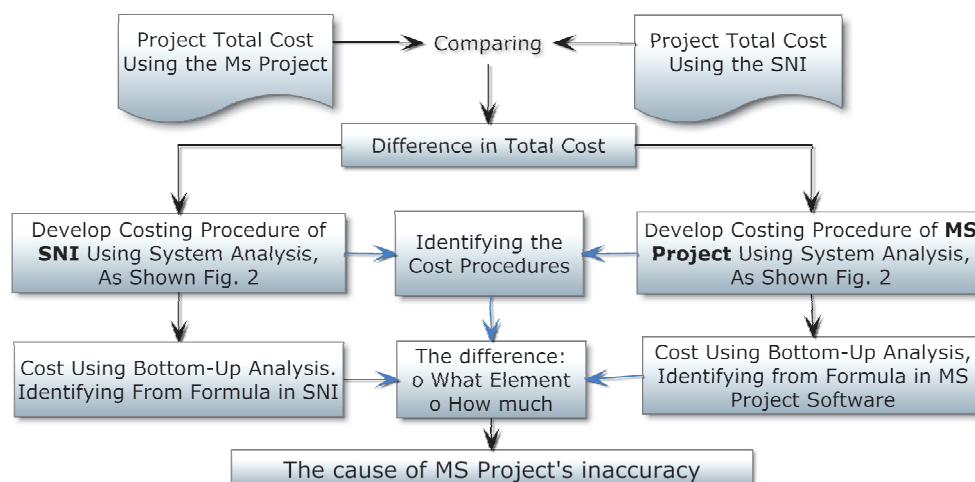 Project Total Cost
Using the Ms Project
Comparing
Project Total Cost
Using the SNI
Difference in Total Cost
Develop Costing Procedure of
SNI Using System Analysis,
As Shown Fig. 2
Identifying the
Cost Procedures
Develop Costing Procedure of MS
Project Using System Analysis,
As Shown Fig. 2
Cost Using Bottom-Up Analysis.
Identifying From Formula in SNI
The difference:
o What Element
o How much
Cost Using Bottom-Up Analysis,
Identifying from Formula in MS
Project Software
The cause of MS Project's inaccuracy